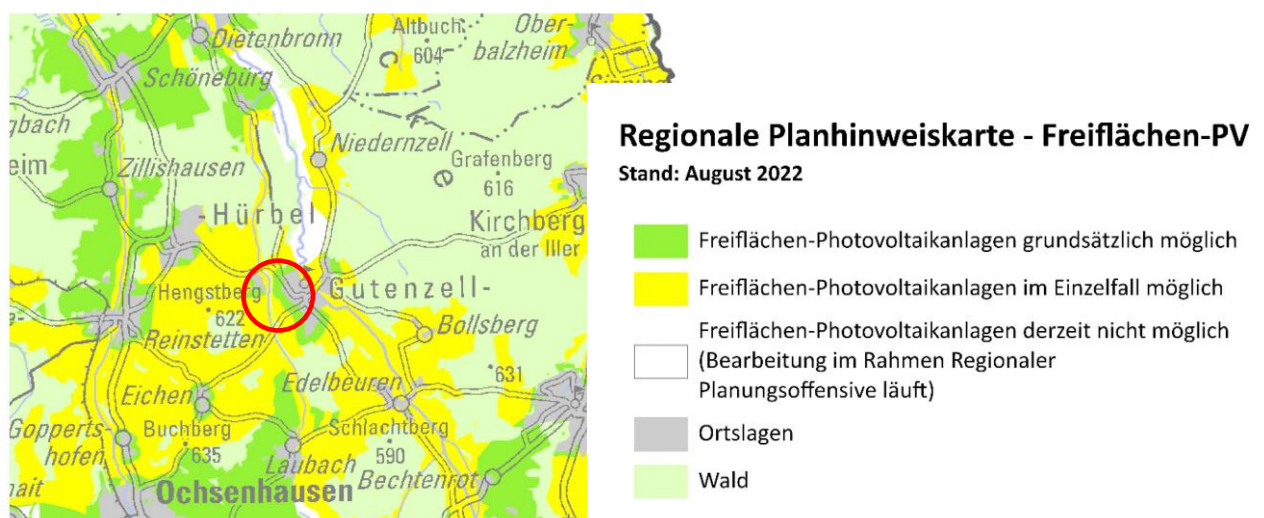 Dietenbronn
Altbuch
604
Ober-
balzheim
Schönebürg
gbach
eim
Zillishausen
Niedernzell
Grafenberg
616
e
-Hürbel
Kirchberg
an der Iller
Hengstberg
622
Gutenzell-
Reinstetten
Bollsberg
Eichen
Edelbeuren
631
Gopperts-
hofen
Buchberg
635
Schlachtberg
590
Laubach
Bechtenrot
Ochsenhausen
Regionale Planhinweiskarte - Freiflächen-PV
Stand: August 2022
Freiflächen-Photovoltaikanlagen grundsätzlich möglich
Freiflächen-Photovoltaikanlagen im Einzelfall möglich
Freiflächen-Photovoltaikanlagen derzeit nicht möglich
(Bearbeitung im Rahmen Regionaler
Planungsoffensive läuft)
Ortslagen
Wald